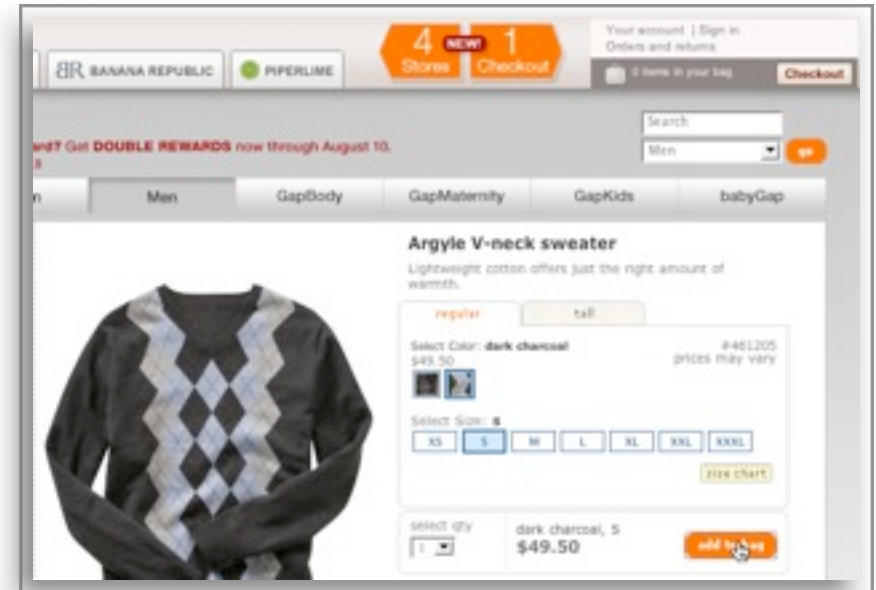 Your account | Sign in
Orders and returns
4 NEW! 1
Stores Checkout
BR BANANA REPUBLIC
PIPERLIME
0 items in your bag
Checkout
Search
Get DOUBLE REWARDS now through August 10.
Men
go
Men
GapBody
GapMaternity
GapKids
babyGap
Argyle V-neck sweater
Lightweight cotton offers just the right amount of
warmth.
regular
tall
Select Color: dark charcoal
#461205
$49.50
prices may vary
Select Size: S
XS S M L XL XXL XXXL
size chart
select qty
dark charcoal, S
1
$49.50
add to bag